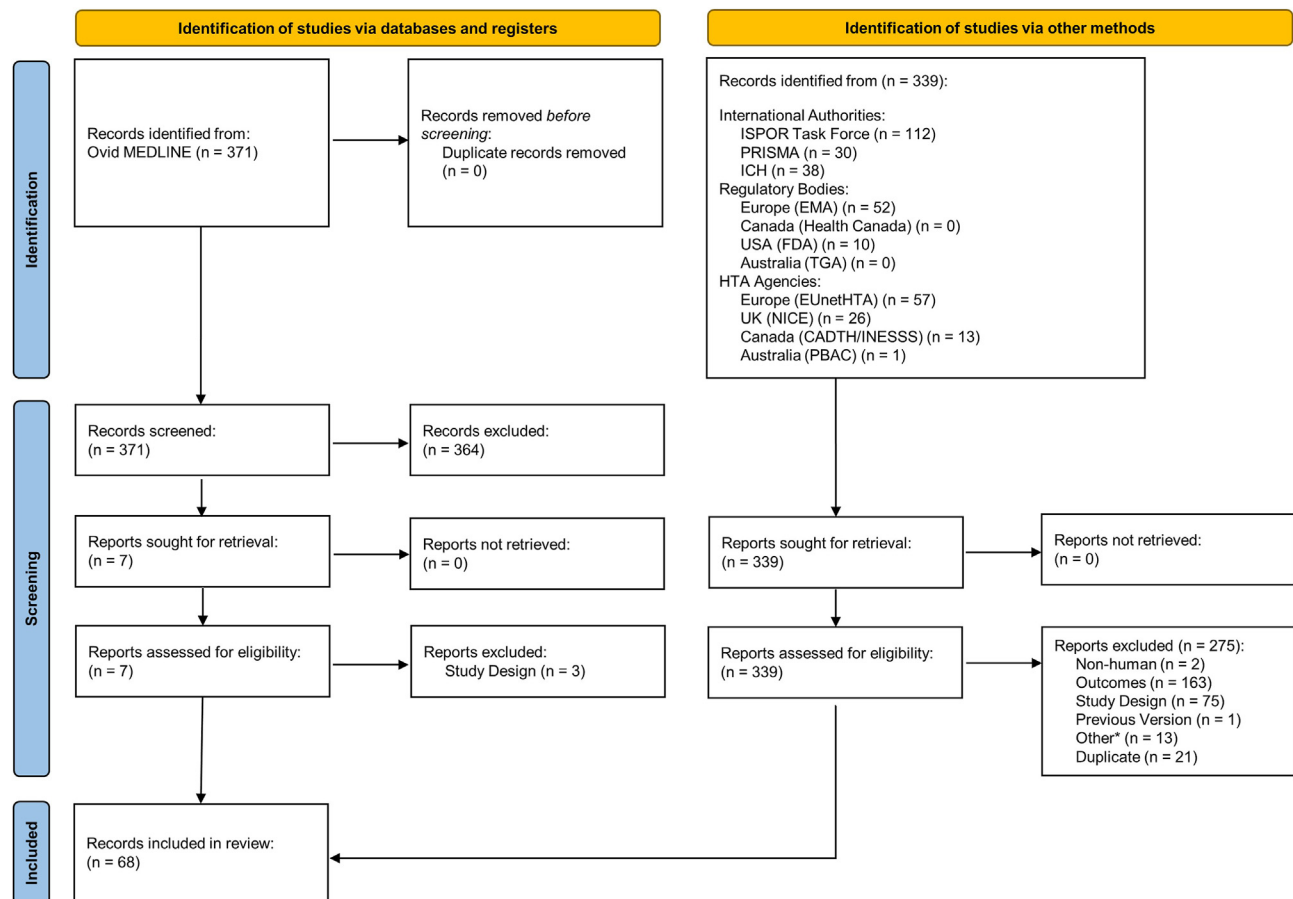 Identification of studies via databases and registers
Identification of studies via other methods
Identification
Records identified from:
Ovid MEDLINE (n = 371)
Records removed before
screening:
Duplicate records removed
(n = 0)
Records identified from (n = 339):
International Authorities:
ISPOR Task Force (n = 112)
PRISMA (n = 30)
ICH (n = 38)
Regulatory Bodies:
Europe (EMA) (n = 52)
Canada (Health Canada) (n = 0)
USA (FDA) (n = 10)
Australia (TGA) (n = 0)
HTA Agencies:
Europe (EUnetHTA) (n = 57)
UK (NICE) (n = 26)
Canada (CADTH/INESSS) (n = 13)
Australia (PBAC) (n = 1)
Screening
Records screened:
(n = 371)
Records excluded:
(n = 364)
Reports sought for retrieval:
(n = 7)
Reports not retrieved:
(n = 0)
Reports sought for retrieval:
(n = 339)
Reports not retrieved:
(n = 0)
Reports assessed for eligibility:
(n = 7)
Reports excluded:
Study Design (n = 3)
Reports assessed for eligibility:
(n = 339)
Reports excluded (n = 275):
Non-human (n = 2)
Outcomes (n = 163)
Study Design (n = 75)
Previous Version (n = 1)
Other* (n = 13)
Duplicate (n = 21)
Included
Records included in review:
(n = 68)